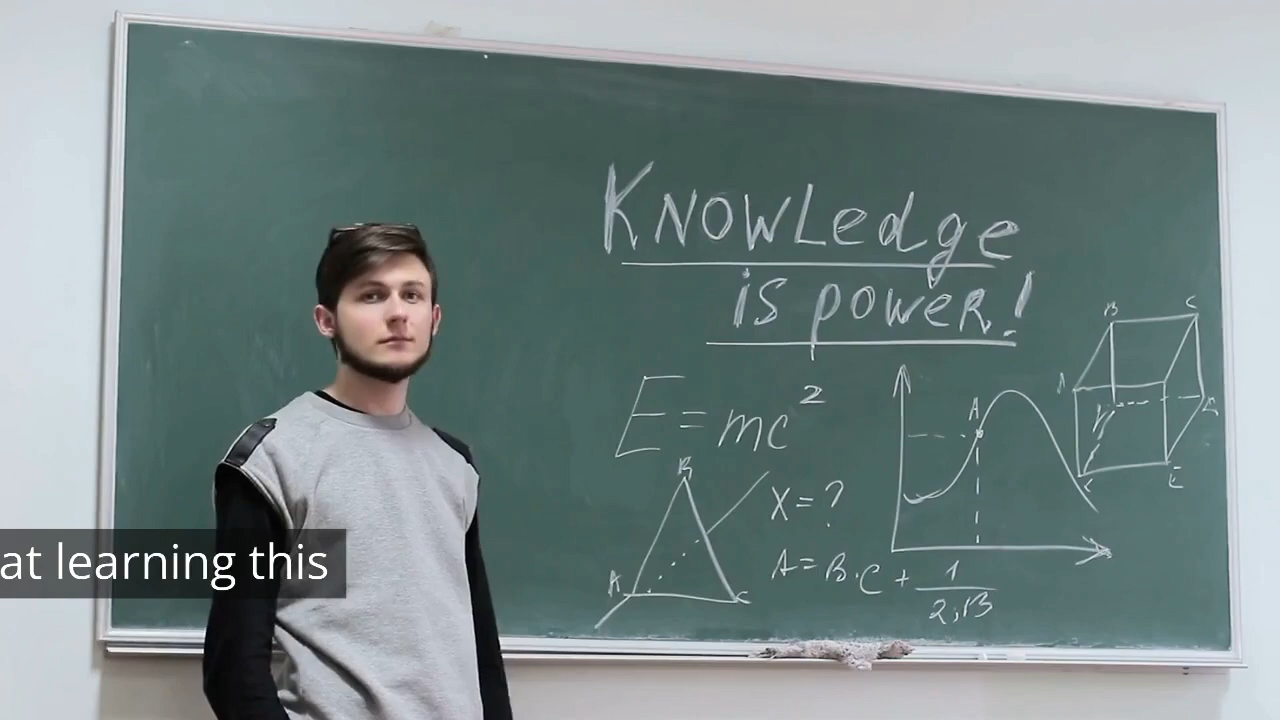 Knowledge
is power!
E = mc²
X = ?
A = B·C + 1/2,13
B
A
C
A
B
C
A
E
at learning this